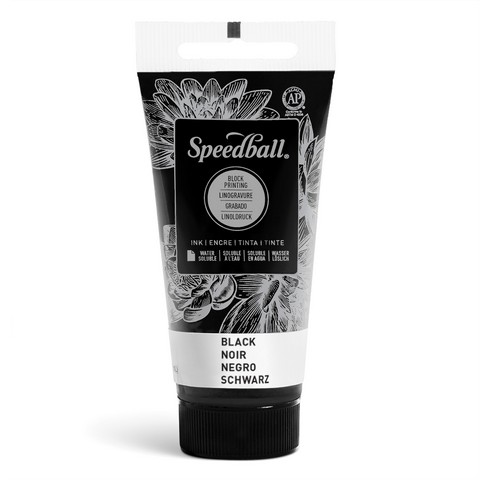 AP
Speedball®
BLOCK
PRINTING
LINOGRAVURE
GRABADO
LINOLDRUCK
INK | ENCRE | TINTA | TINTE
WATER SOLUBLE | SOLUBLE À L'EAU | SOLUBLE EN AGUA | WASSER LÖSLICH
BLACK
NOIR
NEGRO
SCHWARZ